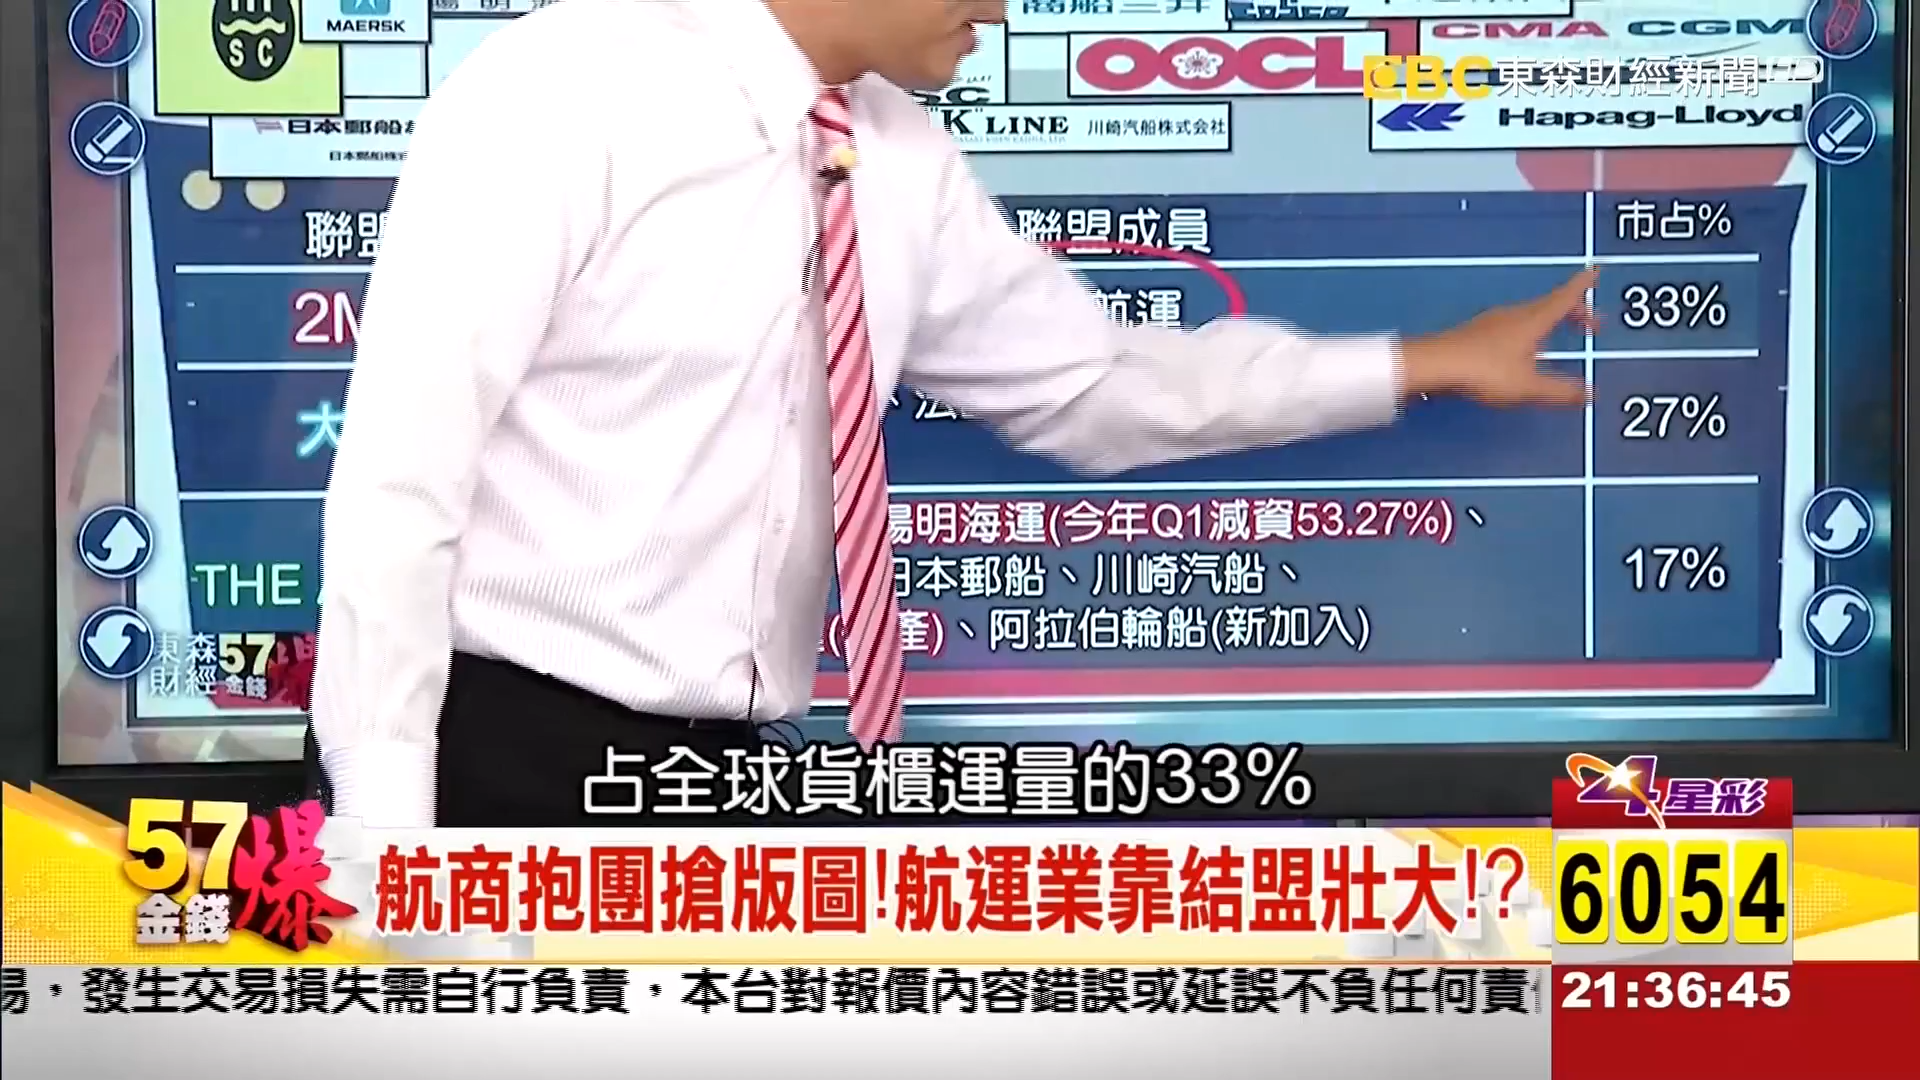 MSC
MAERSK
OOCL
CMA CGM
EBC東森財經新聞HD
日本郵船
K LINE 川崎汽船株式会社
Hapag-Lloyd
聯盟成員
市占%
航運
33%
27%
陽明海運(今年Q1減資53.27%)、
日本郵船、川崎汽船、
THE
17%
產)、阿拉伯輪船(新加入)
東森
財經
57
金錢
占全球貨櫃運量的33%
4星彩
57
金錢
爆
航商抱團搶版圖!航運業靠結盟壯大!?
6054
易,發生交易損失需自行負責,本台對報價內容錯誤或延誤不負任何責
21:36:45